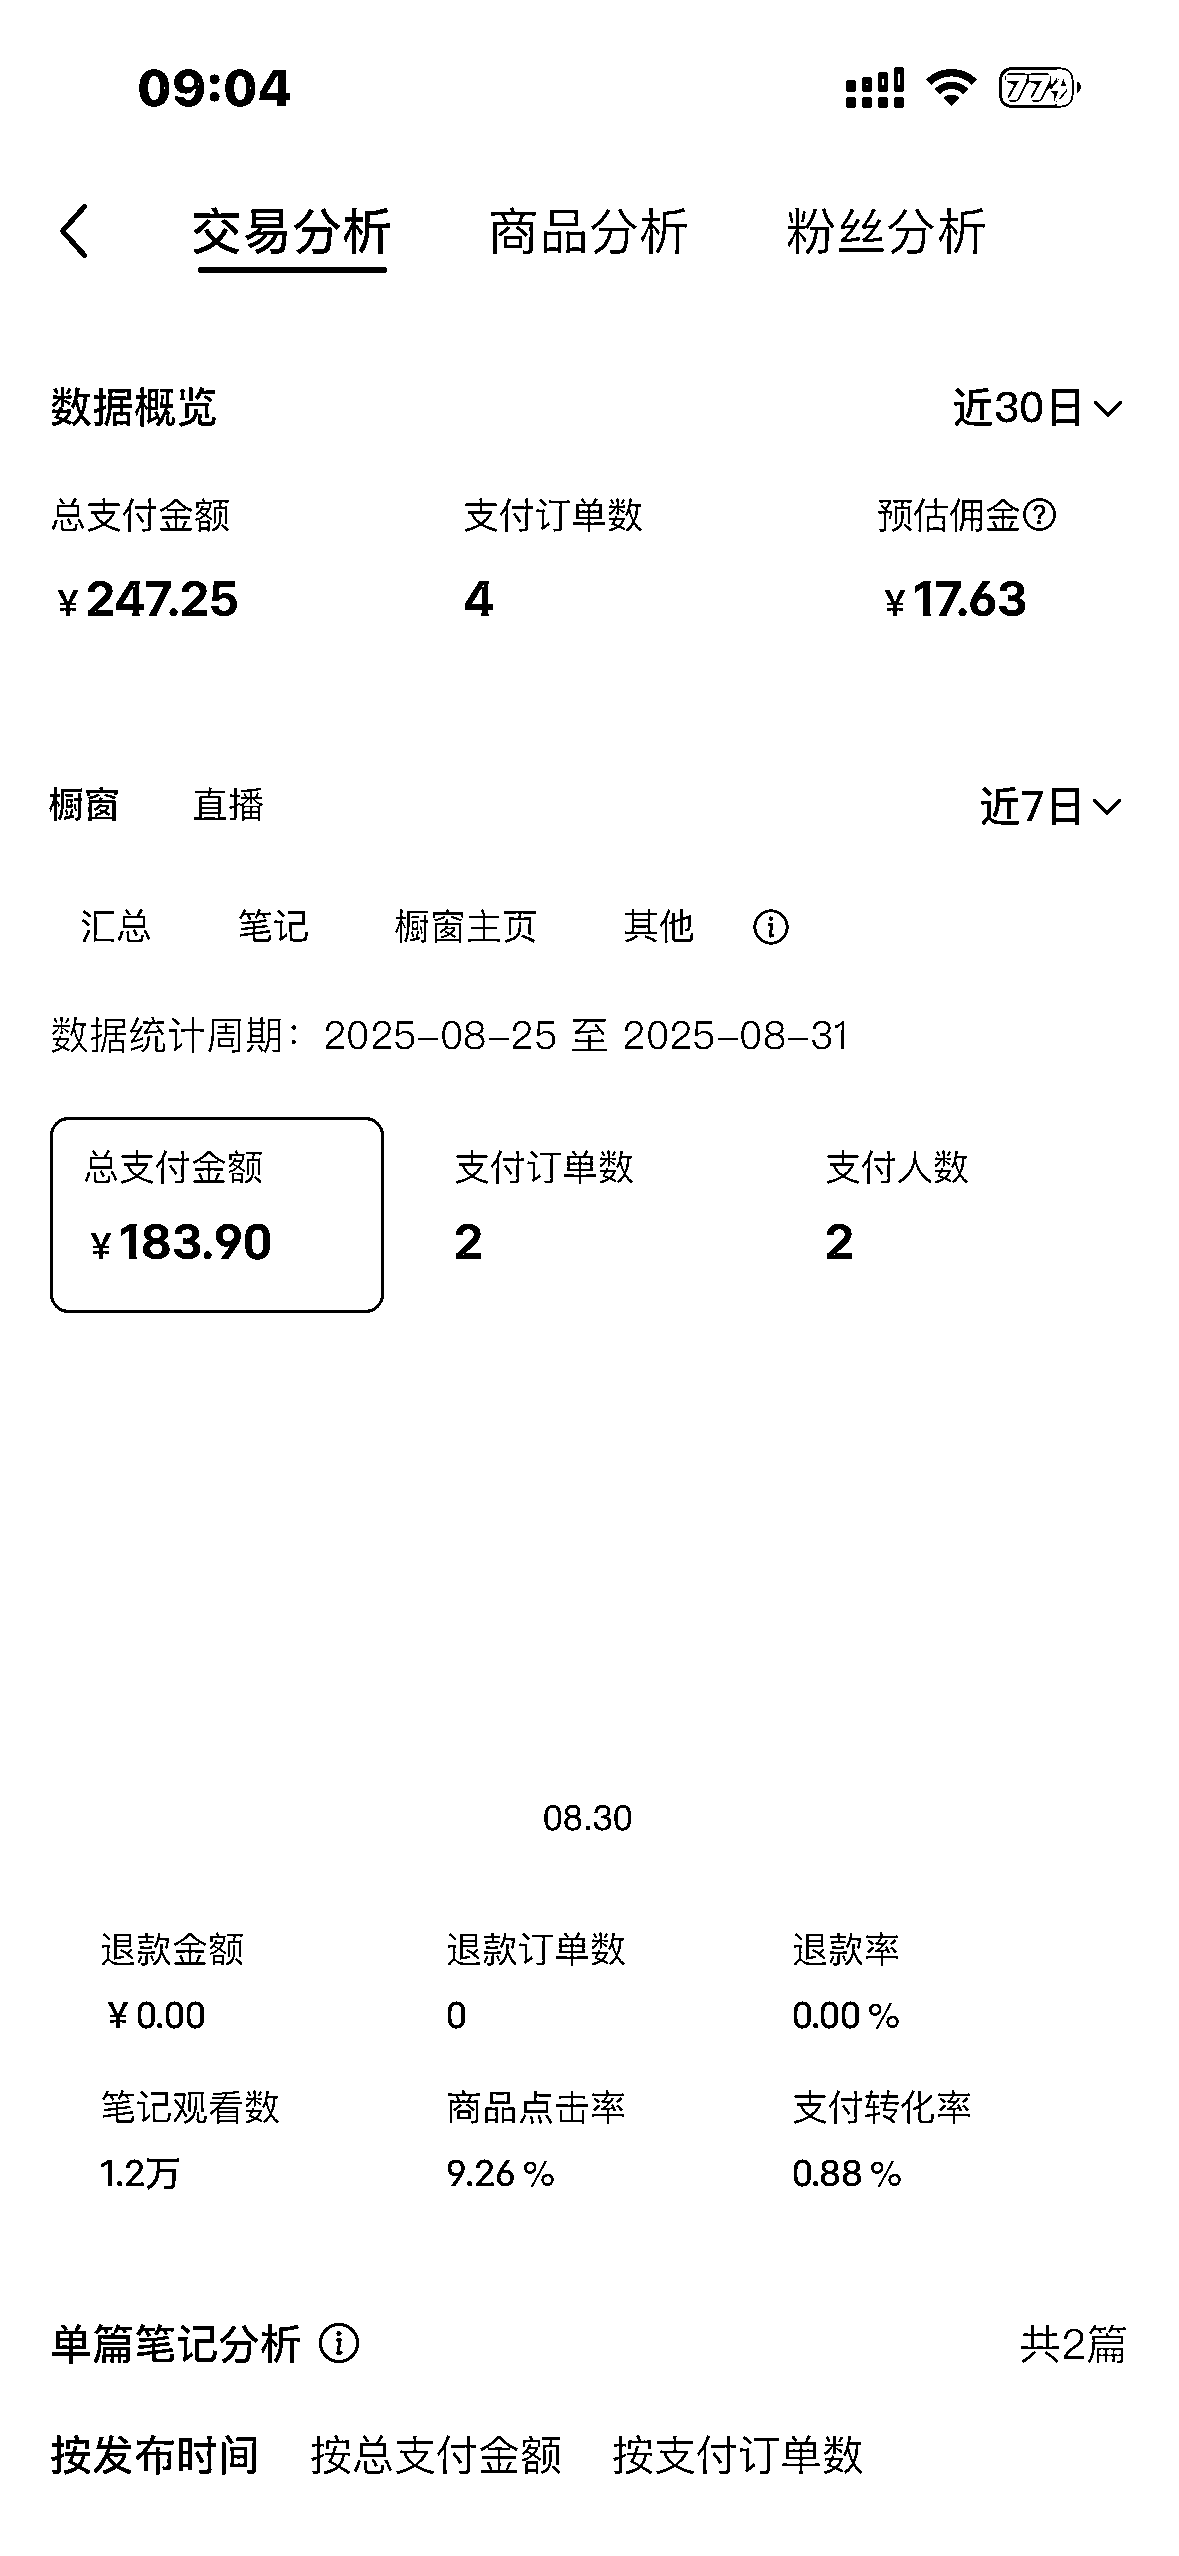 09:04
77
交易分析 商品分析 粉丝分析
数据概览 近30日
总支付金额 支付订单数 预估佣金?
¥247.25 4 ¥17.63
橱窗 直播 近7日
汇总 笔记 橱窗主页 其他
数据统计周期：2025-08-25 至 2025-08-31
总支付金额 支付订单数 支付人数
¥183.90 2 2
08.30
退款金额 退款订单数 退款率
¥0.00 0 0.00%
笔记观看数 商品点击率 支付转化率
1.2万 9.26% 0.88%
单篇笔记分析 共2篇
按发布时间 按总支付金额 按支付订单数